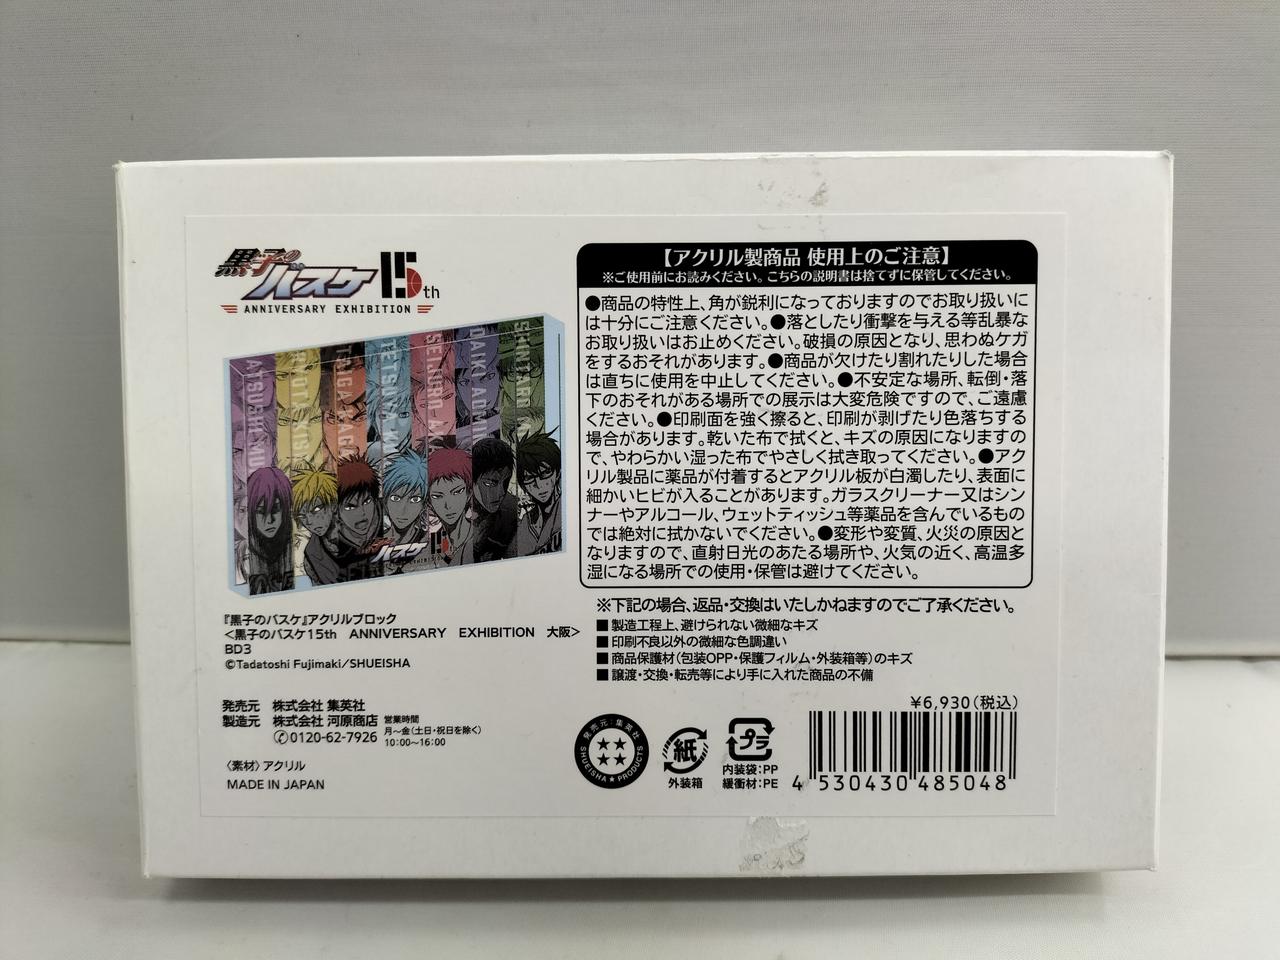 黒子の
バスケ 15th
ANNIVERSARY EXHIBITION
ATSUSHI MU
TAIGA KAGA
TETSUYA KU
SEIJURO AK
DAIKI AOMIN
SHINTARO
黒子の
バスケ 15th
『黒子のバスケ』アクリルブロック
<黒子のバスケ15th ANNIVERSARY EXHIBITION 大阪>
BD3
©Tadatoshi Fujimaki/SHUEISHA
発売元 株式会社 集英社
製造元 株式会社 河原商店
✆0120-62-7926
営業時間
月〜金(土日・祝日を除く)
10:00〜16:00
〈素材〉アクリル
MADE IN JAPAN
【アクリル製商品 使用上のご注意】
※ご使用前にお読みください。こちらの説明書は捨てずに保管してください。
●商品の特性上、角が鋭利になっておりますのでお取り扱いに
は十分にご注意ください。●落としたり衝撃を与える等乱暴な
お取り扱いはお止めください。破損の原因となり、思わぬケガ
をするおそれがあります。●商品が欠けたり割れたりした場合
は直ちに使用を中止してください。●不安定な場所、転倒・落
下のおそれがある場所での展示は大変危険ですので、ご遠慮
ください。●印刷面を強く擦ると、印刷が剥げたり色落ちする
場合があります。乾いた布で拭くと、キズの原因になりますの
で、やわらかい湿った布でやさしく拭き取ってください。●アク
リル製品に薬品が付着するとアクリル板が白濁したり、表面に
細かいヒビが入ることがあります。ガラスクリーナー又はシン
ナーやアルコール、ウェットティッシュ等薬品を含んでいるもの
では絶対に拭かないでください。●変形や変質、火災の原因と
なりますので、直射日光のあたる場所や、火気の近く、高温多
湿になる場所での使用・保管は避けてください。
※下記の場合、返品・交換はいたしかねますのでご了承ください。
■製造工程上、避けられない微細なキズ
■印刷不良以外の微細な色調違い
■商品保護材(包装OPP・保護フィルム・外装箱等)のキズ
■譲渡・交換・転売等により手に入れた商品の不備
¥6,930(税込)
発売元:集英社
SHUEISHA★PRODUCTS
紙
外装箱
プラ
内装袋:PP
緩衝材:PE
4 530430 485048